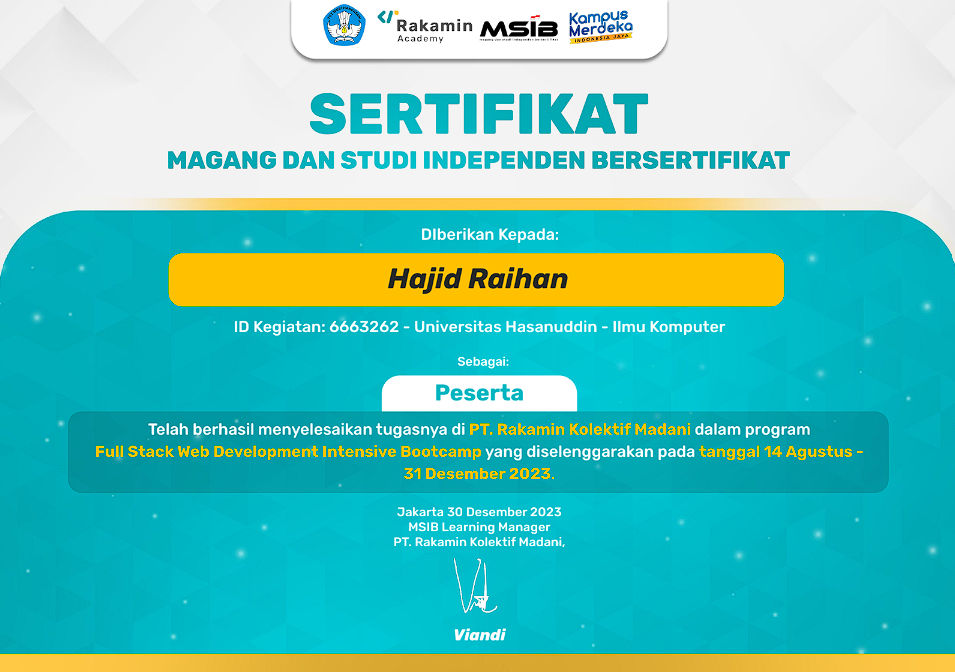 Rakamin
Academy
MSIB
Kampus
Merdeka
INDONESIA JAYA
SERTIFIKAT
MAGANG DAN STUDI INDEPENDEN BERSERTIFIKAT
DIberikan Kepada:
Hajid Raihan
ID Kegiatan: 6663262 - Universitas Hasanuddin - Ilmu Komputer
Sebagai:
Peserta
Telah berhasil menyelesaikan tugasnya di PT. Rakamin Kolektif Madani dalam program
Full Stack Web Development Intensive Bootcamp yang diselenggarakan pada tanggal 14 Agustus -
31 Desember 2023.
Jakarta 30 Desember 2023
MSIB Learning Manager
PT. Rakamin Kolektif Madani,
Viandi